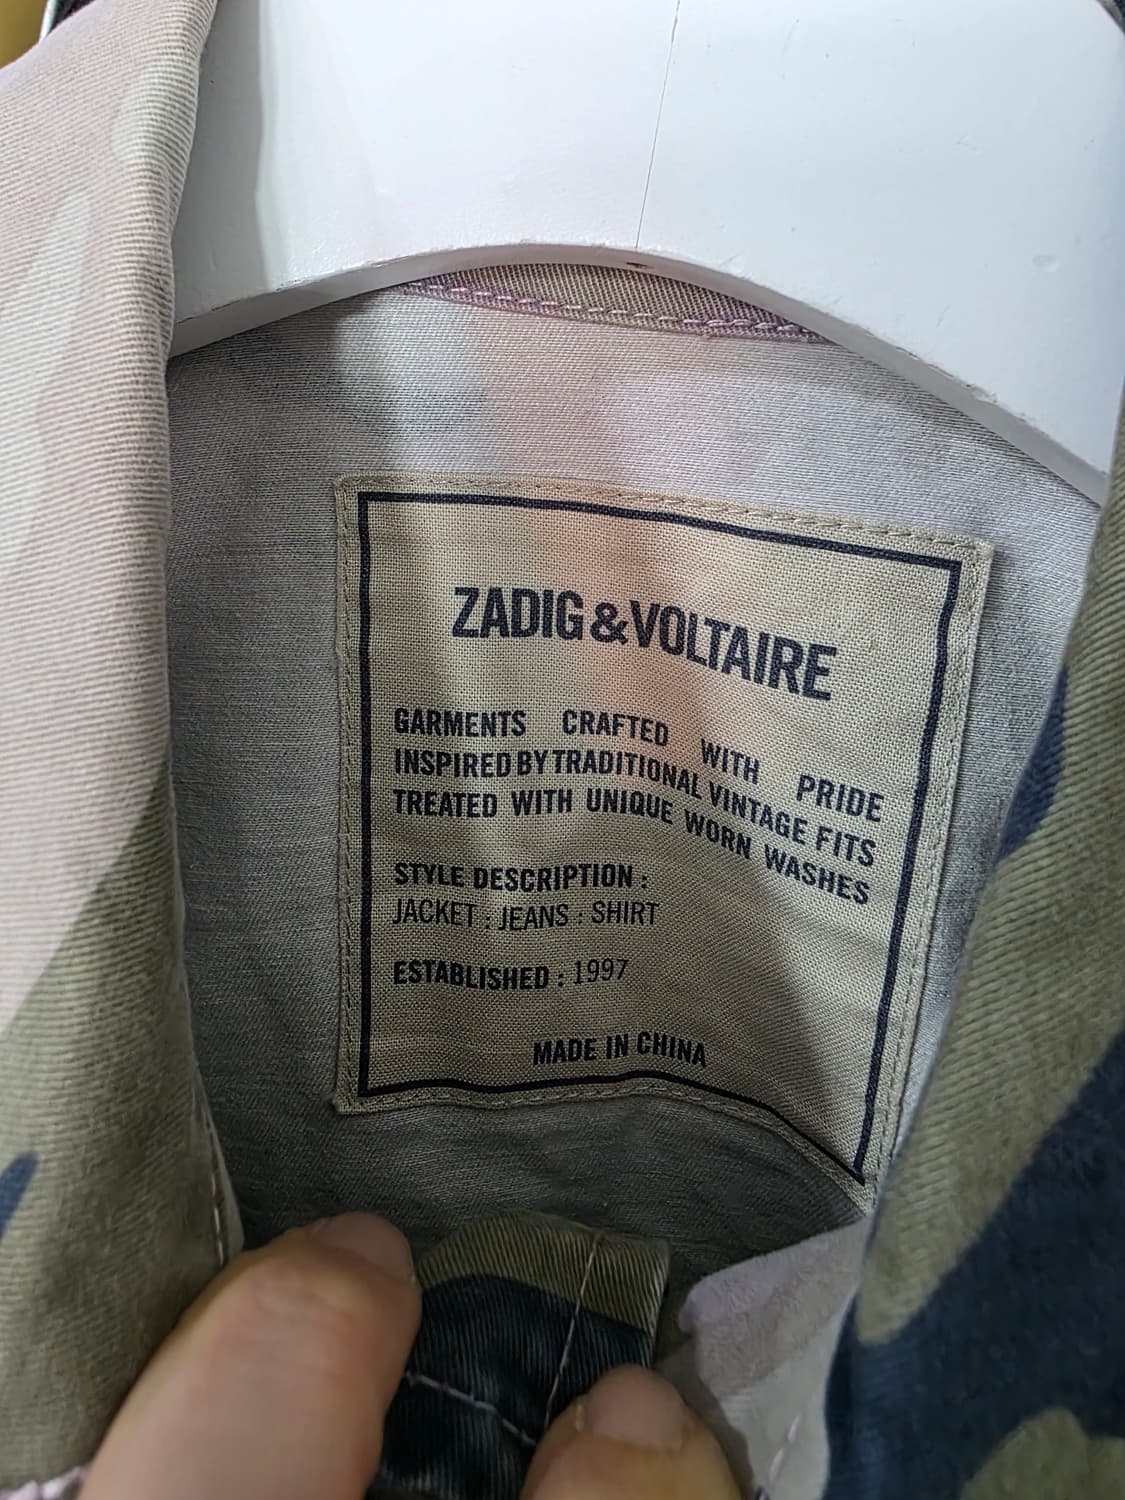 ZADIG&VOLTAIRE
GARMENTS CRAFTED WITH PRIDE
INSPIRED BY TRADITIONAL VINTAGE FITS
TREATED WITH UNIQUE WORN WASHES
STYLE DESCRIPTION :
JACKET : JEANS : SHIRT
ESTABLISHED : 1997
MADE IN CHINA